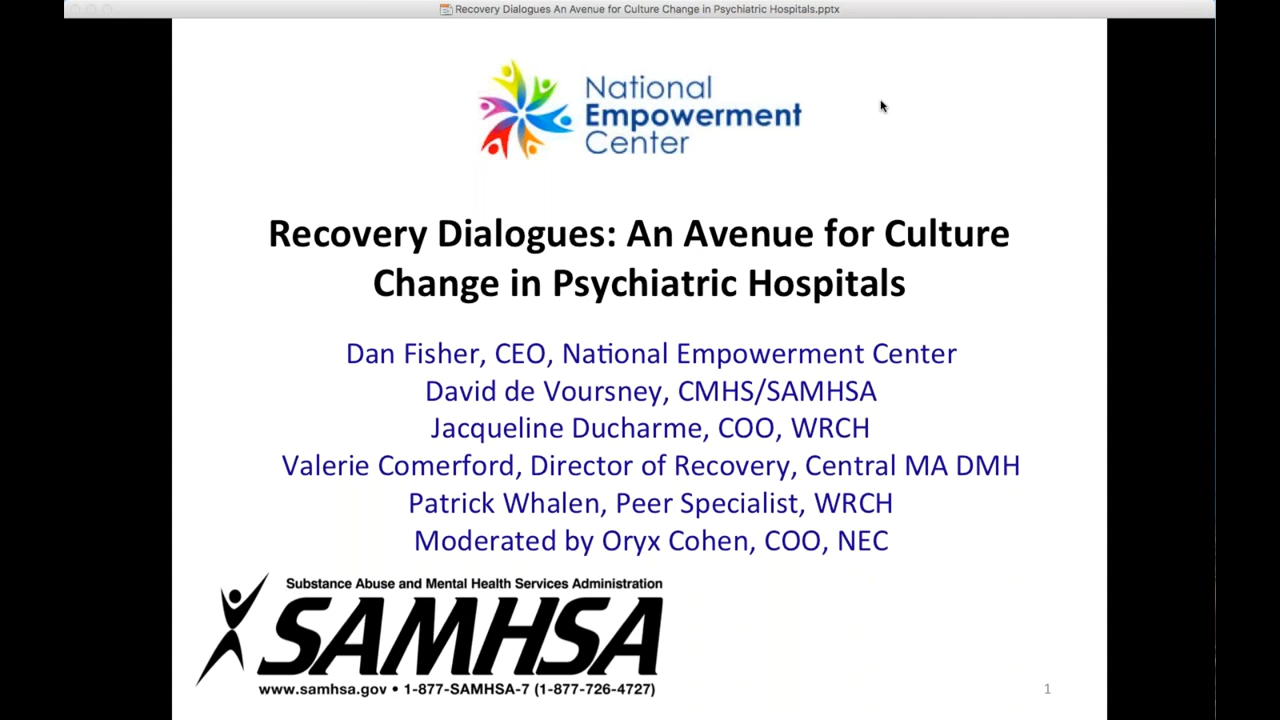 Recovery Dialogues An Avenue for Culture Change in Psychiatric Hospitals.pptx
National
Empowerment
Center
Recovery Dialogues: An Avenue for Culture
Change in Psychiatric Hospitals
Dan Fisher, CEO, National Empowerment Center
David de Voursney, CMHS/SAMHSA
Jacqueline Ducharme, COO, WRCH
Valerie Comerford, Director of Recovery, Central MA DMH
Patrick Whalen, Peer Specialist, WRCH
Moderated by Oryx Cohen, COO, NEC
Substance Abuse and Mental Health Services Administration
SAMHSA
www.samhsa.gov • 1-877-SAMHSA-7 (1-877-726-4727)
1